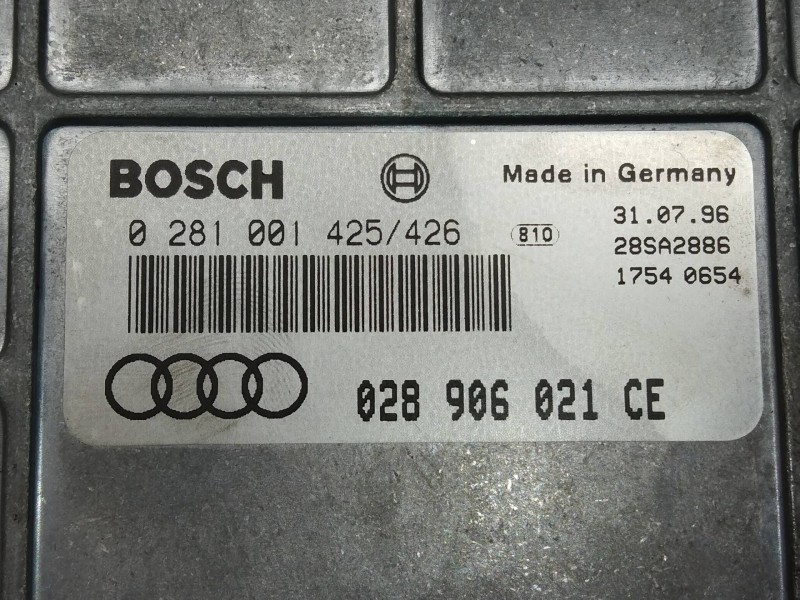 BOSCH
Made in Germany
0 281 001 425/426
810
31.07.96
28SA2886
1754 0654
028 906 021 CE